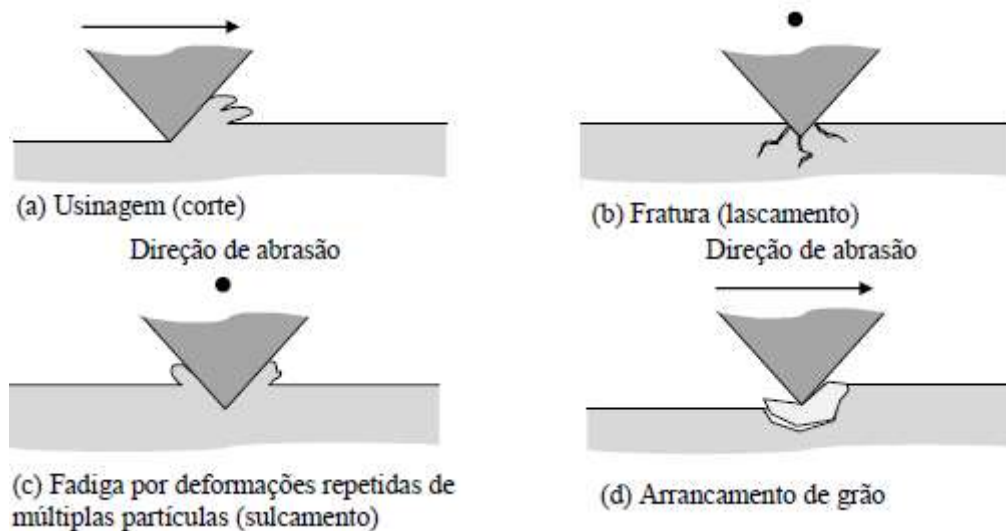 (a) Usinagem (corte)
(b) Fratura (lascamento)
Direção de abrasão
Direção de abrasão
(c) Fadiga por deformações repetidas de
múltiplas partículas (sulcamento)
(d) Arrancamento de grão